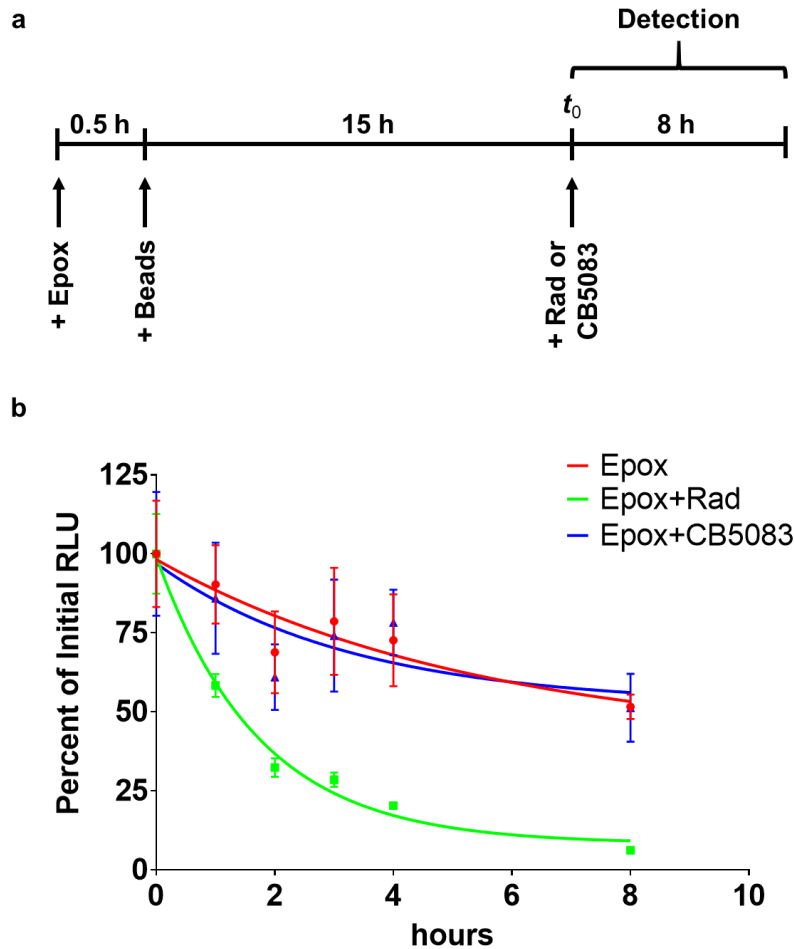 a
Detection
0.5 h
15 h
t0
8 h
+ Epox
+ Beads
+ Rad or
CB5083
b
Percent of Initial RLU
125
100
75
50
25
0
0
2
4
6
8
10
hours
Epox
Epox+Rad
Epox+CB5083